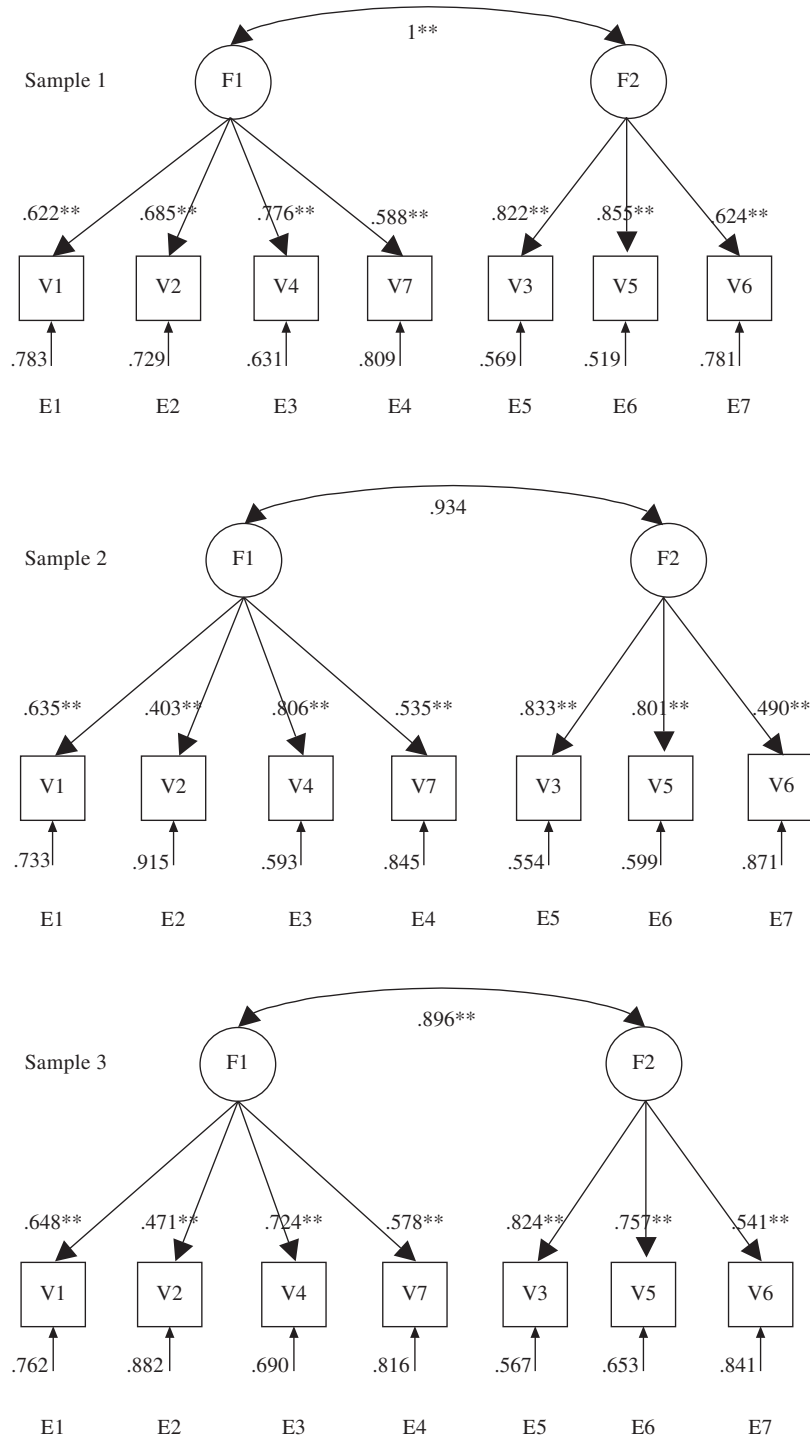 1**
Sample 1 F1 F2
.622** .685** .776** .588** .822** .855** .624**
V1 V2 V4 V7 V3 V5 V6
.783 .729 .631 .809 .569 .519 .781
E1 E2 E3 E4 E5 E6 E7
.934
Sample 2 F1 F2
.635** .403** .806** .535** .833** .801** .490**
V1 V2 V4 V7 V3 V5 V6
.733 .915 .593 .845 .554 .599 .871
E1 E2 E3 E4 E5 E6 E7
.896**
Sample 3 F1 F2
.648** .471** .724** .578** .824** .757** .541**
V1 V2 V4 V7 V3 V5 V6
.762 .882 .690 .816 .567 .653 .841
E1 E2 E3 E4 E5 E6 E7